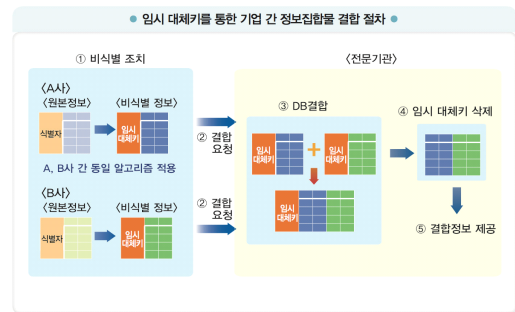 임시 대체키를 통한 기업 간 정보집합물 결합 절차
① 비식별 조치
〈A사〉
〈원본정보〉 〈비식별 정보〉
식별자
임시
대체키
A, B사 간 동일 알고리즘 적용
〈B사〉
〈원본정보〉 〈비식별 정보〉
식별자
임시
대체키
② 결합
요청
② 결합
요청
〈전문기관〉
③ DB결합
임시
대체키
+
임시
대체키
임시
대체키
④ 임시 대체키 삭제
⑤ 결합정보 제공